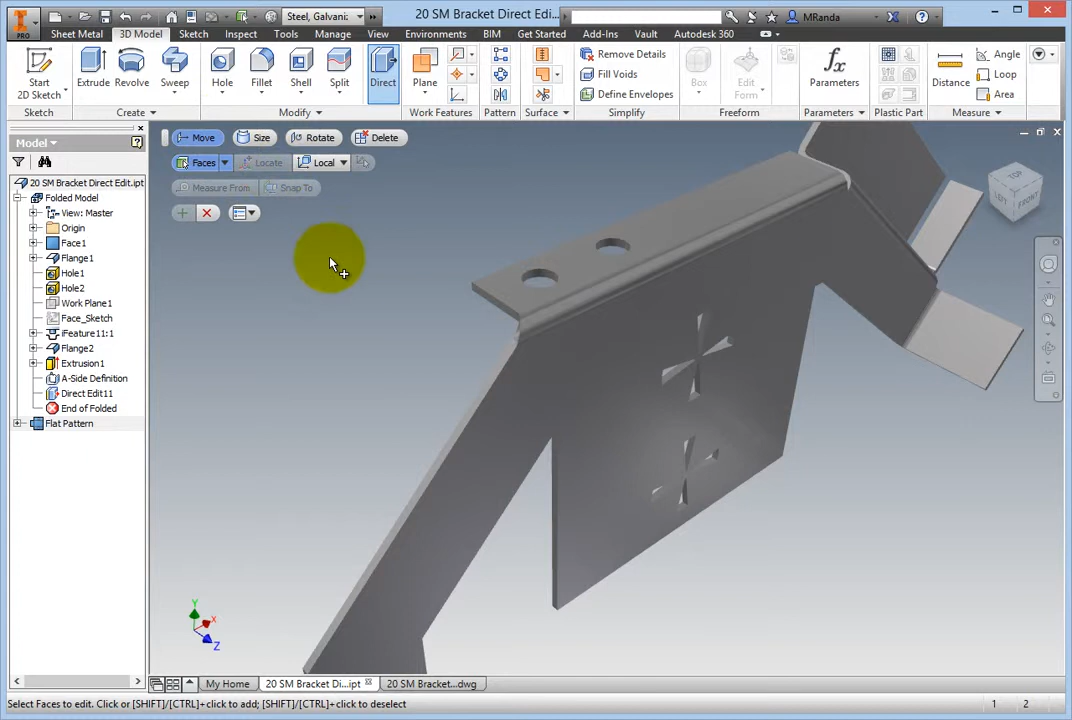 Steel, Galvani:
20 SM Bracket Direct Edi...
MRanda
PRO
Sheet Metal
3D Model
Sketch
Inspect
Tools
Manage
View
Environments
BIM
Get Started
Add-Ins
Vault
Autodesk 360
Start
2D Sketch
Extrude
Revolve
Sweep
Hole
Fillet
Shell
Split
Direct
Plane
Remove Details
Fill Voids
Define Envelopes
Box
Edit
Form
fx
Parameters
Distance
Angle
Loop
Area
Sketch
Create
Modify
Work Features
Pattern
Surface
Simplify
Freeform
Parameters
Plastic Part
Measure
Model
Move
Size
Rotate
Delete
Faces
Locate
Local
Measure From
Snap To
20 SM Bracket Direct Edit.ipt
Folded Model
View: Master
Origin
Face1
Flange1
Hole1
Hole2
Work Plane1
Face_Sketch
iFeature11:1
Flange2
Extrusion1
A-Side Definition
Direct Edit11
End of Folded
Flat Pattern
TOP
LEFT
FRONT
Y
X
Z
My Home
20 SM Bracket Di...ipt
20 SM Bracket...dwg
Select Faces to edit. Click or [SHIFT]/[CTRL]+click to add; [SHIFT]/[CTRL]+click to deselect
1
2